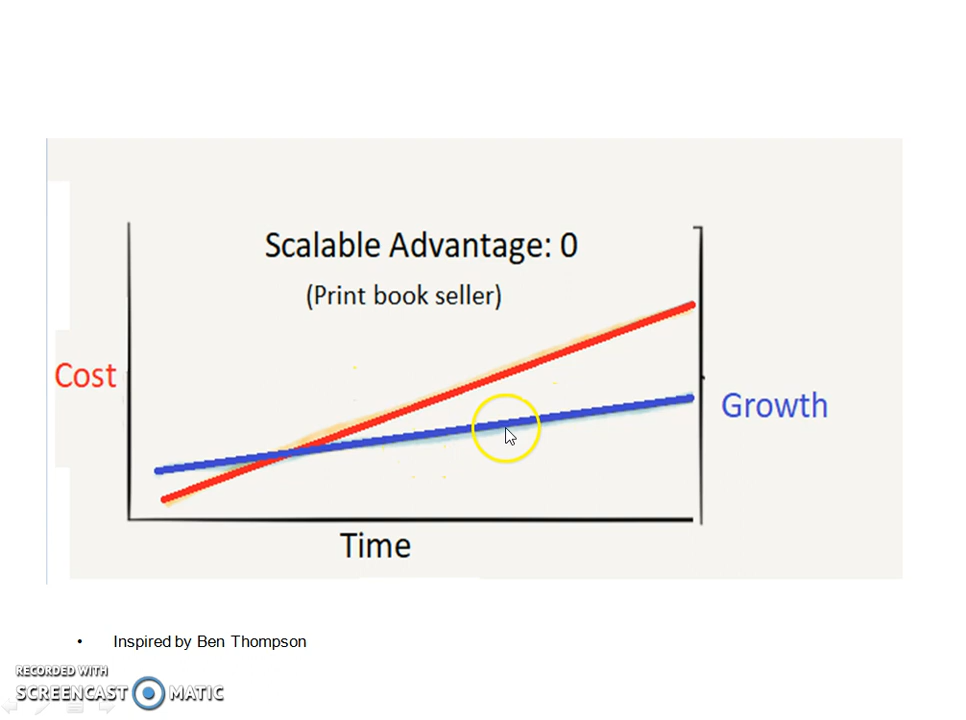 Scalable Advantage: 0
(Print book seller)
Cost
Growth
Time
• Inspired by Ben Thompson
RECORDED WITH
SCREENCAST MATIC